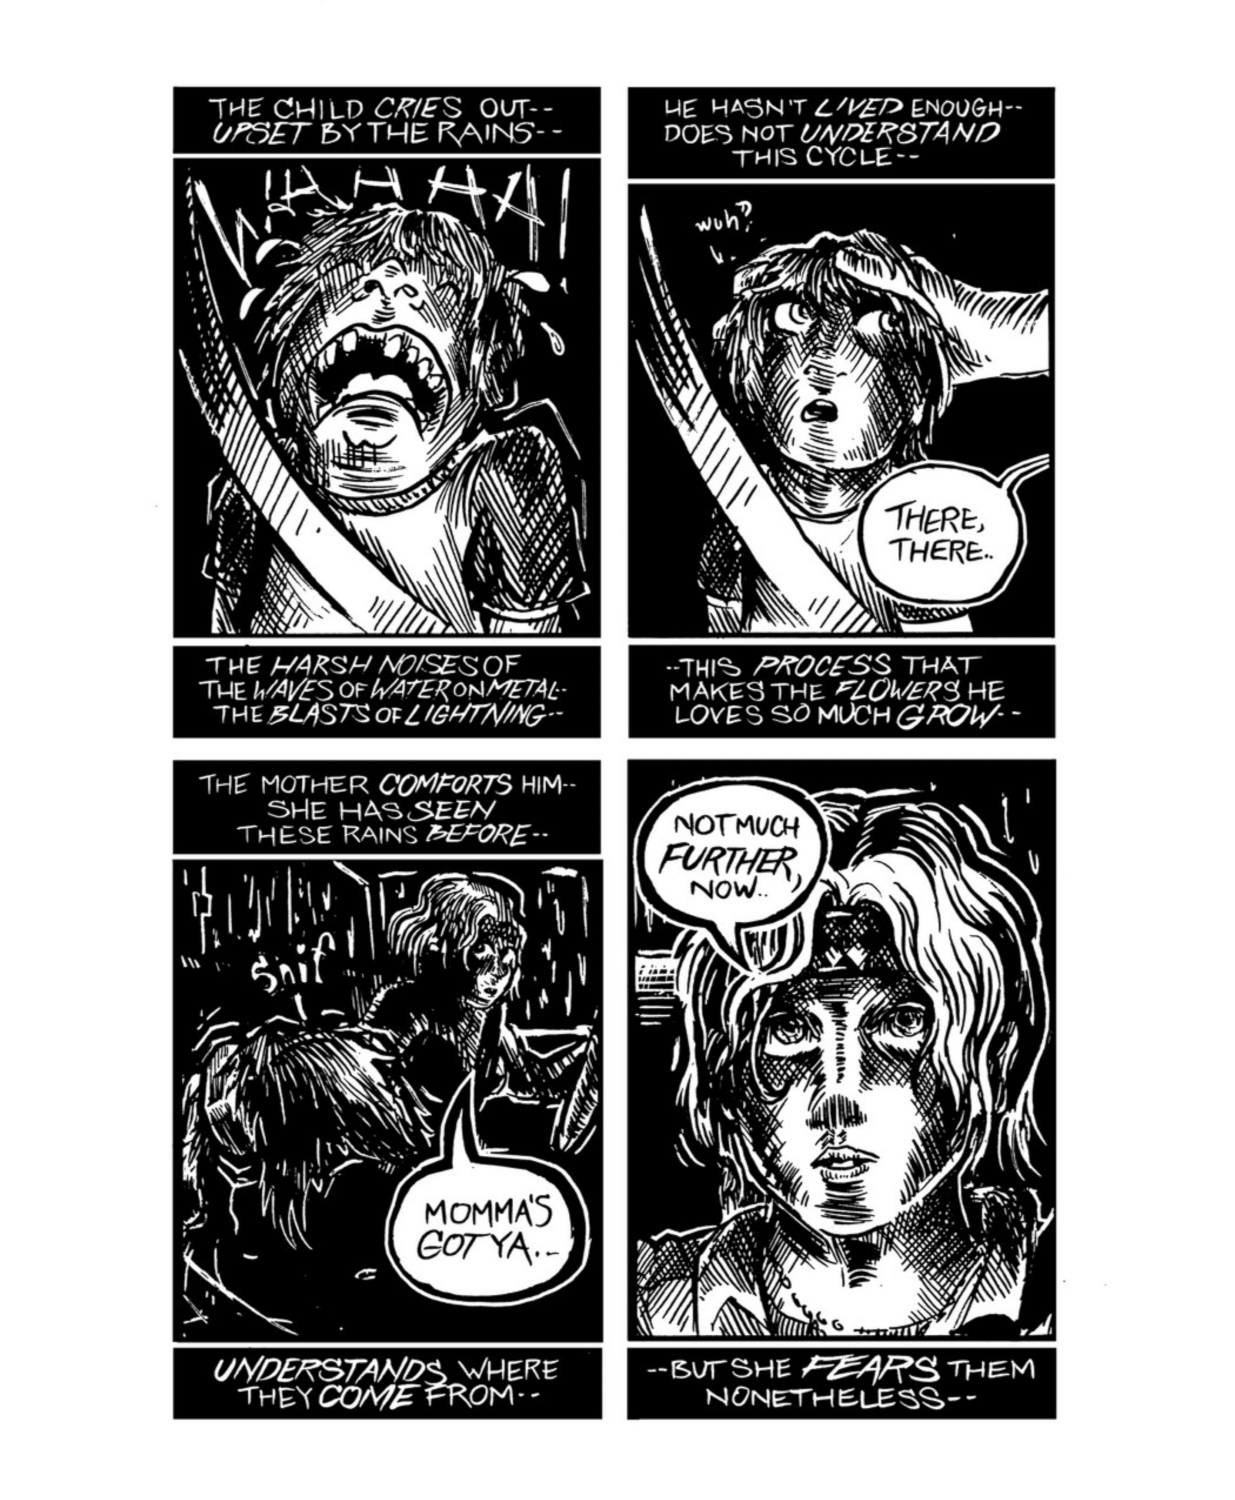 THE CHILD CRIES OUT--
UPSET BY THE RAINS--
WAHHAA!
THE HARSH NOISES OF
THE WAVES OF WATER ON METAL--
THE BLASTS OF LIGHTNING--
HE HASN'T LIVED ENOUGH--
DOES NOT UNDERSTAND
THIS CYCLE--
wuh?
THERE,
THERE..
--THIS PROCESS THAT
MAKES THE FLOWERS HE
LOVES SO MUCH GROW--
THE MOTHER COMFORTS HIM--
SHE HAS SEEN
THESE RAINS BEFORE--
snif
MOMMA'S
GOT YA...
UNDERSTANDS WHERE
THEY COME FROM--
NOT MUCH
FURTHER,
NOW..
--BUT SHE FEARS THEM
NONETHELESS--